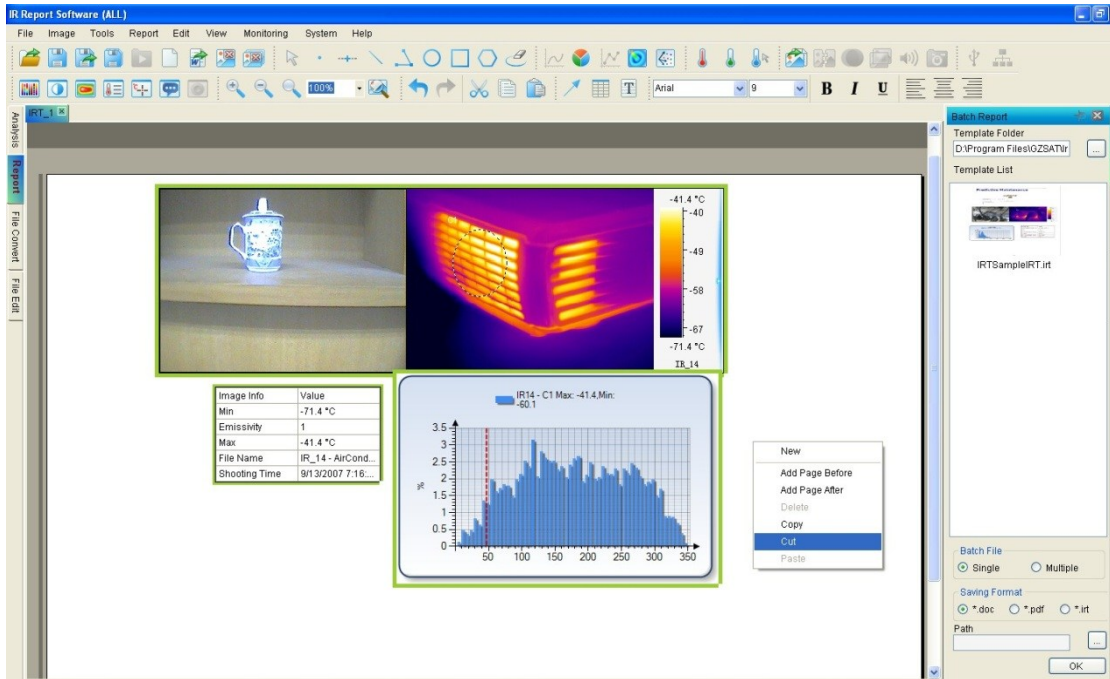 IR Report Software (ALL)
File Image Tools Report Edit View Monitoring System Help
100% Arial 9 B I U
IRT_1
Analysis
Report
File Convert
File Edit
-41.4 °C
-40
-49
-58
-67
-71.4 °C
IR_14
Image Info Value
Min -71.4 °C
Emissivity 1
Max -41.4 °C
File Name IR_14 - AirCond...
Shooting Time 9/13/2007 7:16:...
IR14 - C1 Max: -41.4,Min:
-60.1
%
3.5
3
2.5
2
1.5
1
0.5
0
50 100 150 200 250 300 350
New
Add Page Before
Add Page After
Delete
Copy
Cut
Paste
Batch Report
Template Folder
D:\Program Files\GZSAT\Ir ...
Template List
IRTSampleIRT.irt
Batch File
Single Multiple
Saving Format
*.doc *.pdf *.irt
Path
...
OK